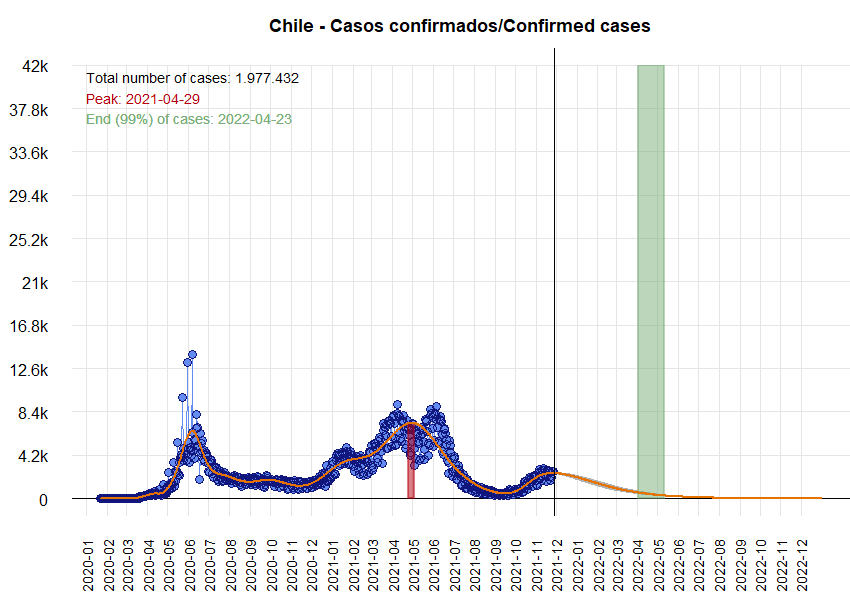 Chile - Casos confirmados/Confirmed cases
42k
37.8k
33.6k
29.4k
25.2k
21k
16.8k
12.6k
8.4k
4.2k
0
Total number of cases: 1.977.432
Peak: 2021-04-29
End (99%) of cases: 2022-04-23
2020-01
2020-02
2020-03
2020-04
2020-05
2020-06
2020-07
2020-08
2020-09
2020-10
2020-11
2020-12
2021-01
2021-02
2021-03
2021-04
2021-05
2021-06
2021-07
2021-08
2021-09
2021-10
2021-11
2021-12
2022-01
2022-02
2022-03
2022-04
2022-05
2022-06
2022-07
2022-08
2022-09
2022-10
2022-11
2022-12